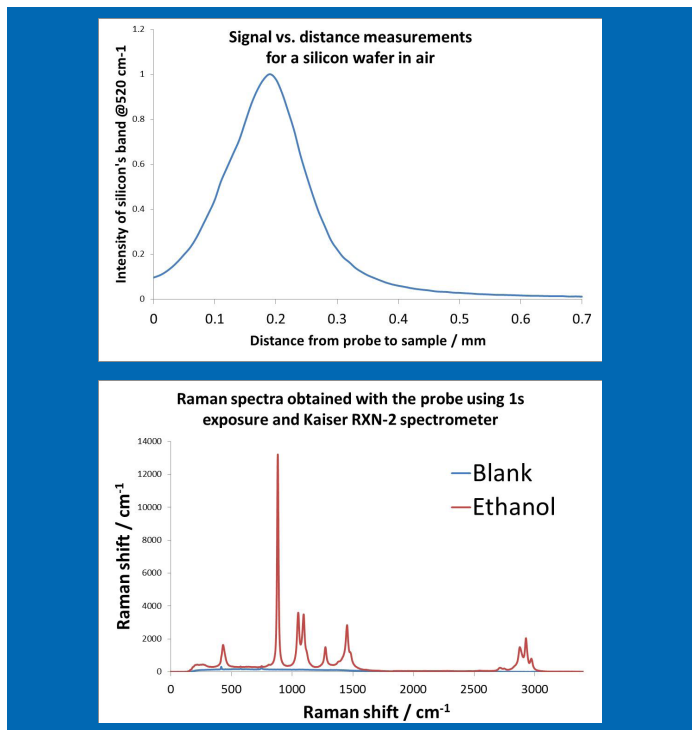 Signal vs. distance measurements
for a silicon wafer in air
Intensity of silicon's band @520 cm-1
1.2
1
0.8
0.6
0.4
0.2
0
0 0.1 0.2 0.3 0.4 0.5 0.6 0.7
Distance from probe to sample / mm
Raman spectra obtained with the probe using 1s
exposure and Kaiser RXN-2 spectrometer
Raman shift / cm-1
14000
12000
10000
8000
6000
4000
2000
0
Blank
Ethanol
0 500 1000 1500 2000 2500 3000
Raman shift / cm-1